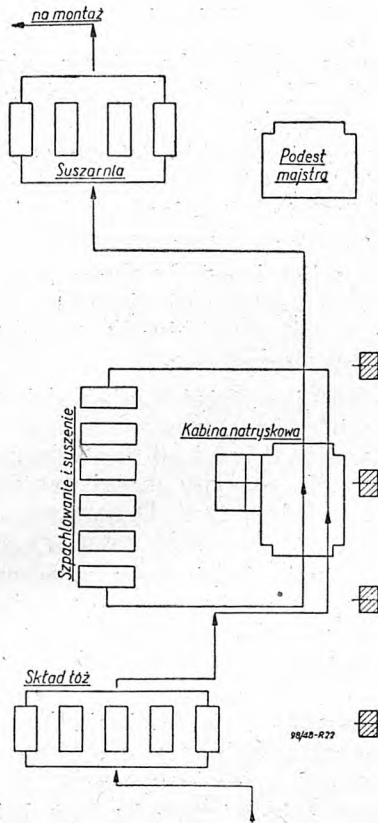 na montaż
Suszarnia
Podest
majstra
Szpachlowanie i suszenie
Kabina natryskowa
Skład łóż
98/48-R22